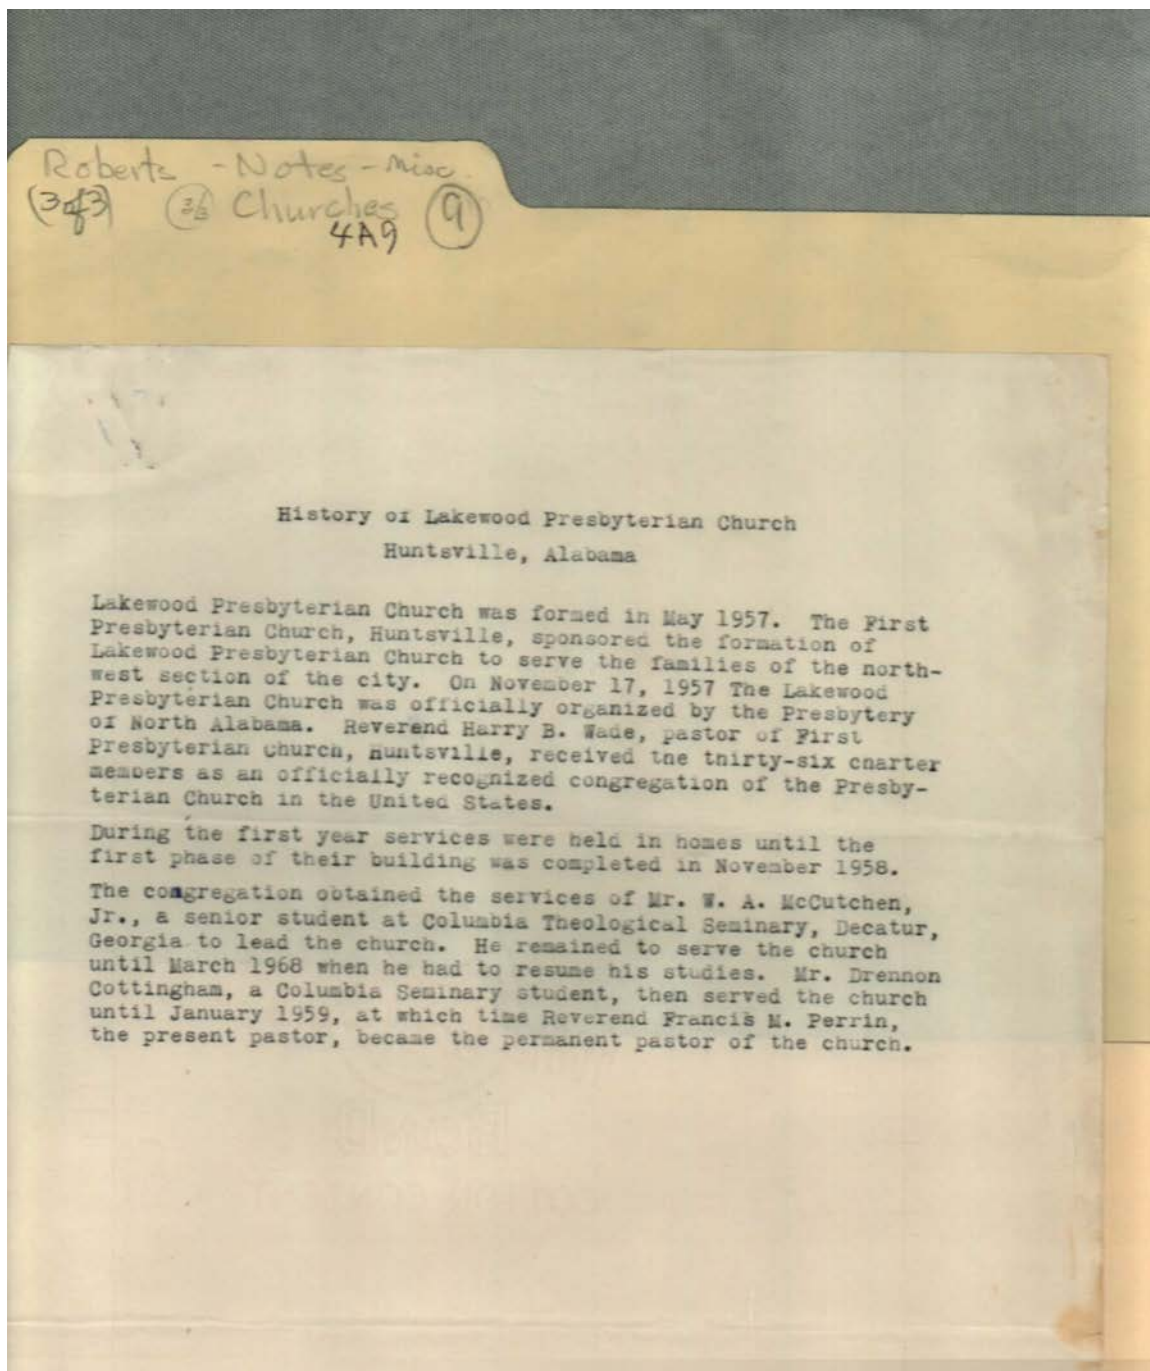 Roberts - Notes - Misc.
(3 of 3) Churches 9
4A9
History of Lakewood Presbyterian Church
Huntsville, Alabama
Lakewood Presbyterian Church was formed in May 1957. The First
Presbyterian Church, Huntsville, sponsored the formation of
Lakewood Presbyterian Church to serve the families of the north-
west section of the city. On November 17, 1957 The Lakewood
Presbyterian Church was officially organized by the Presbytery
of North Alabama. Reverend Harry B. Wade, pastor of First
Presbyterian Church, Huntsville, received the thirty-six charter
members as an officially recognized congregation of the Presby-
terian Church in the United States.
During the first year services were held in homes until the
first phase of their building was completed in November 1958.
The congregation obtained the services of Mr. W. A. McCutchen,
Jr., a senior student at Columbia Theological Seminary, Decatur,
Georgia to lead the church. He remained to serve the church
until March 1968 when he had to resume his studies. Mr. Drennon
Cottingham, a Columbia Seminary student, then served the church
until January 1959, at which time Reverend Francis M. Perrin,
the present pastor, became the permanent pastor of the church.